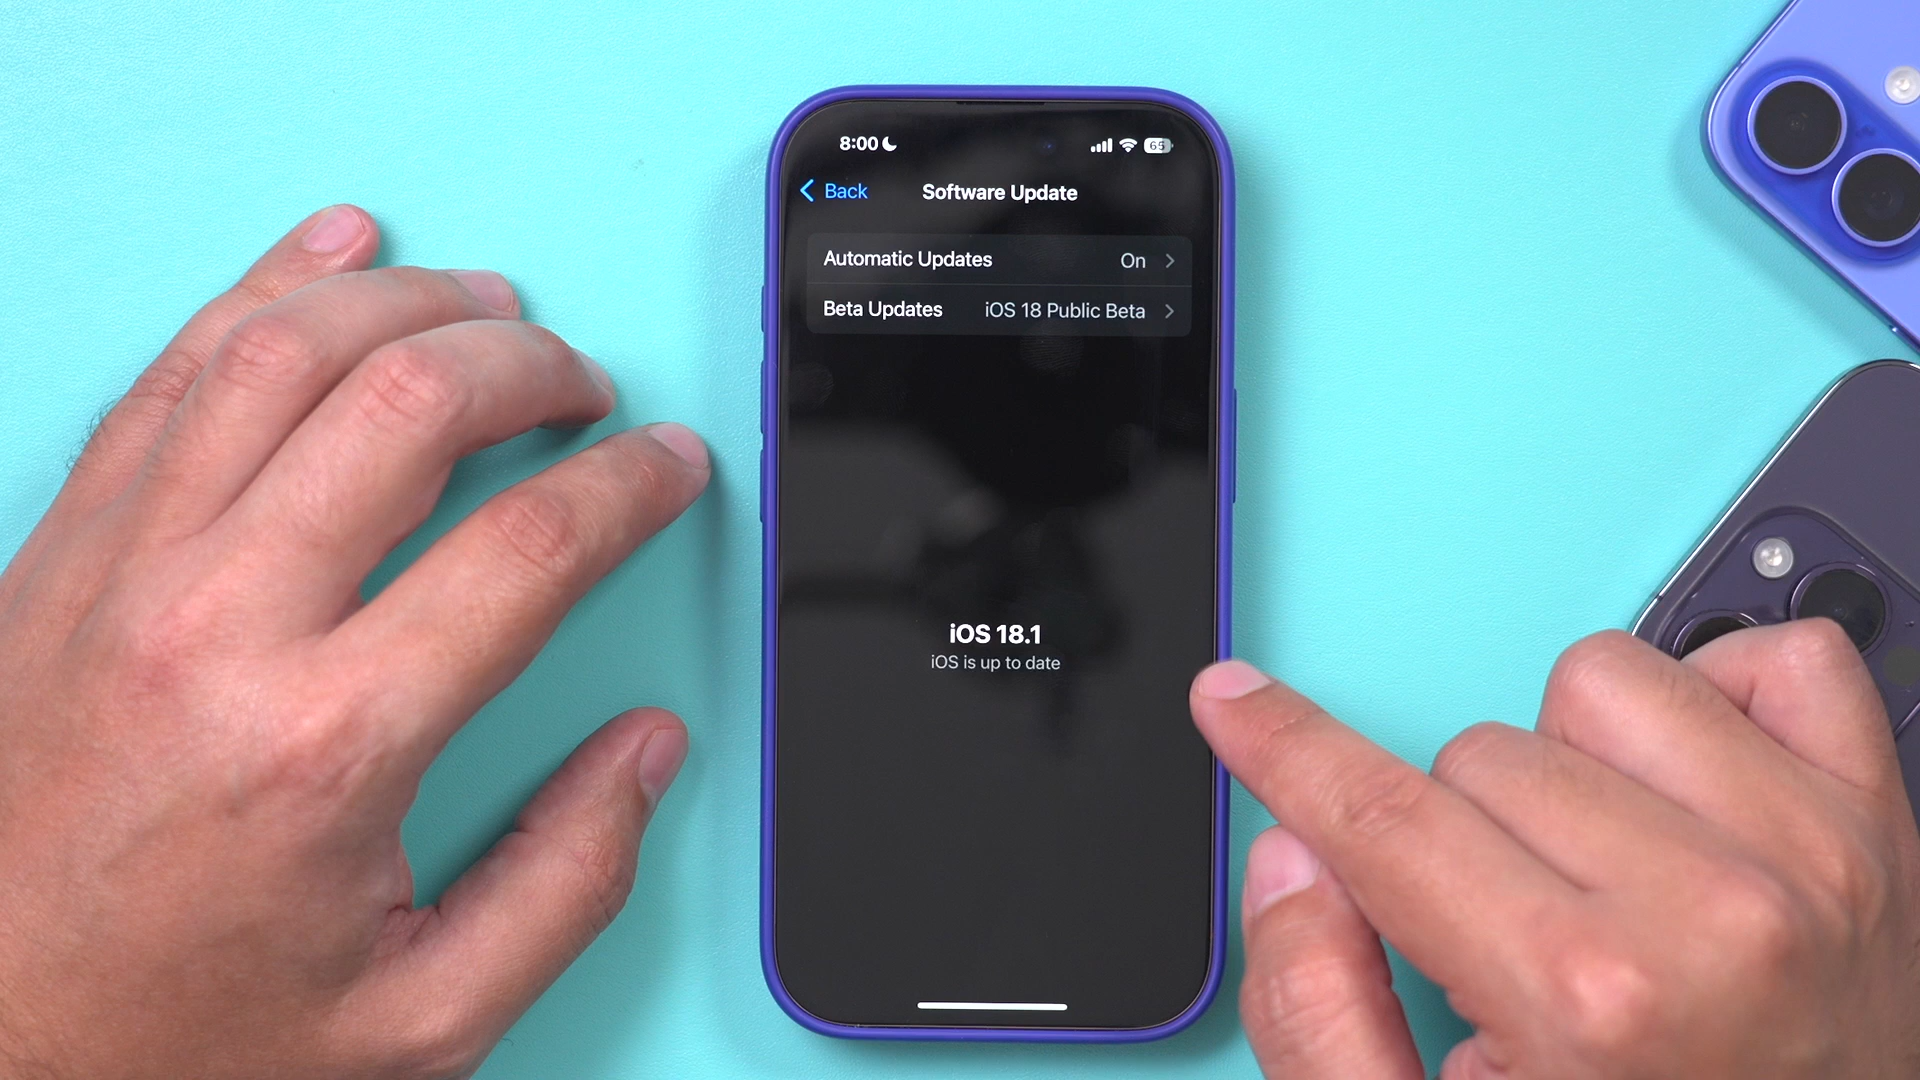 8:00
65
Back
Software Update
Automatic Updates On
Beta Updates iOS 18 Public Beta
iOS 18.1
iOS is up to date